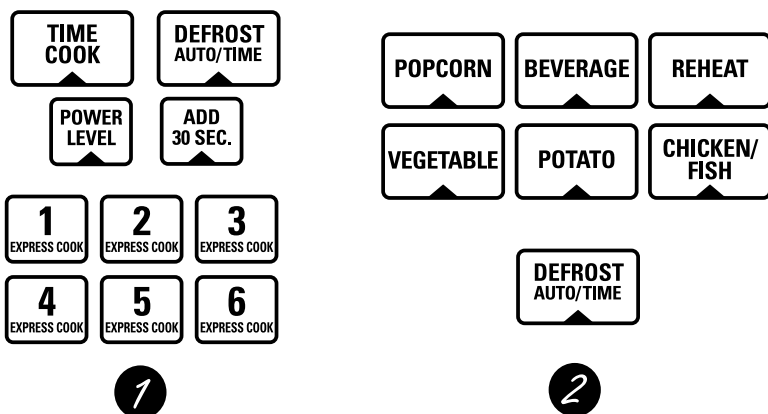 TIME
COOK
DEFROST
AUTO/TIME
POWER
LEVEL
ADD
30 SEC.
1
EXPRESS COOK
2
EXPRESS COOK
3
EXPRESS COOK
4
EXPRESS COOK
5
EXPRESS COOK
6
EXPRESS COOK
1
POPCORN
BEVERAGE
REHEAT
VEGETABLE
POTATO
CHICKEN/
FISH
DEFROST
AUTO/TIME
2